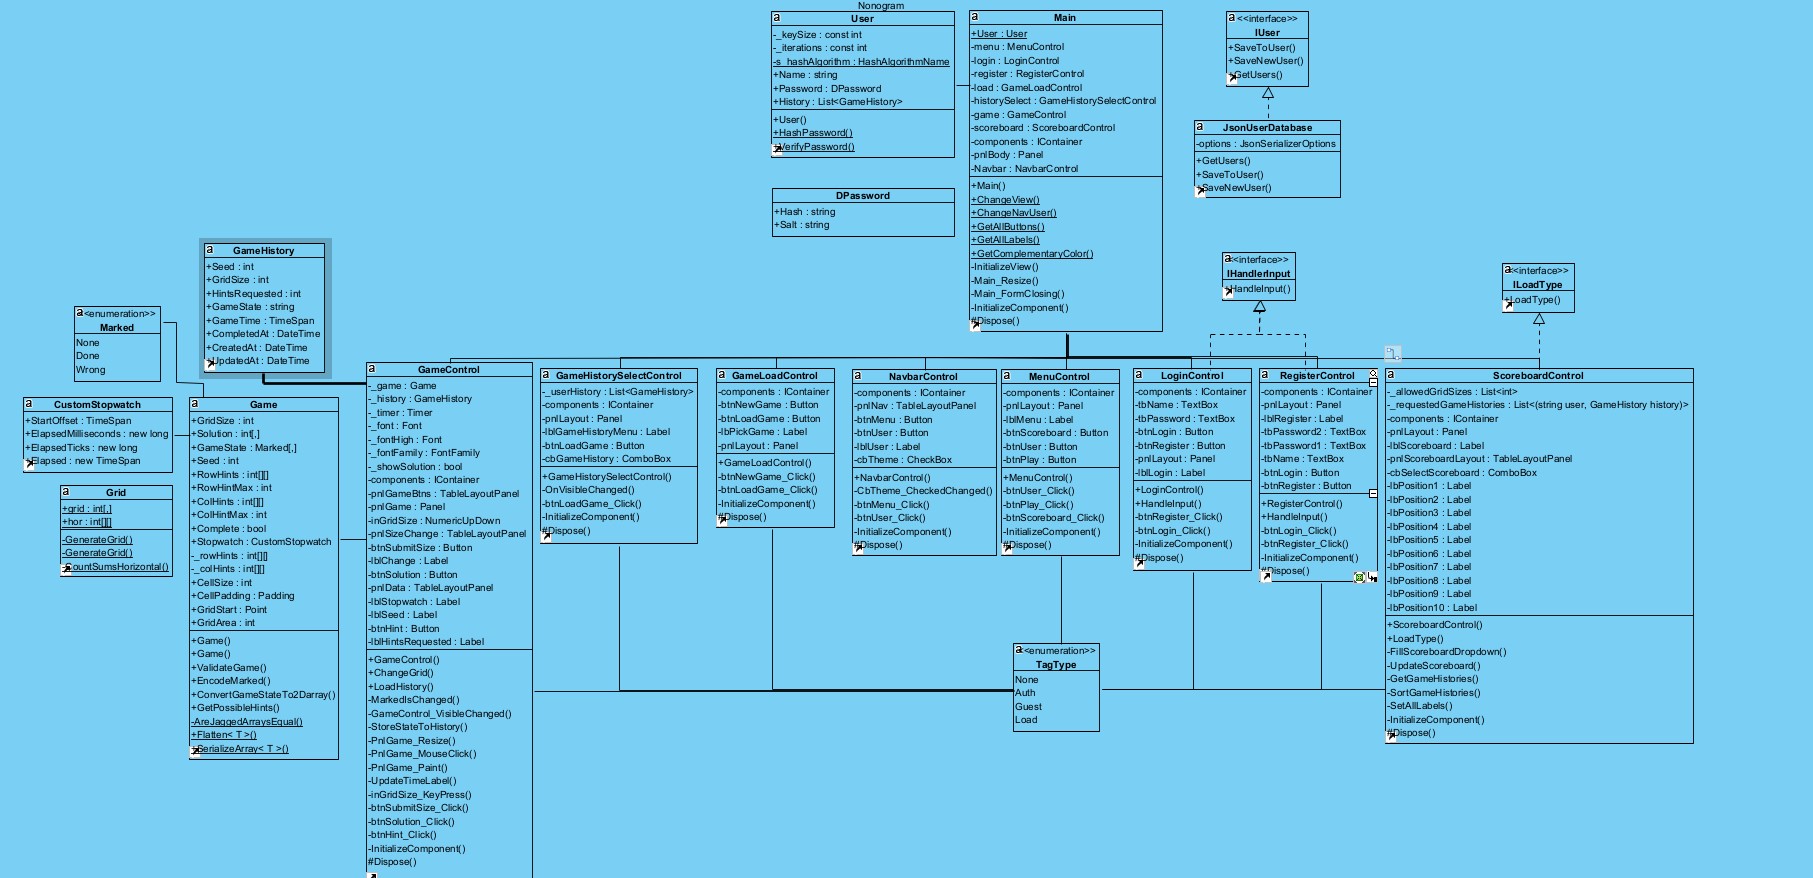 Nonogram
User
-_keySize : const int
-_iterations : const int
-s_hashAlgorithm : HashAlgorithmName
+Name : string
+Password : DPassword
+History : List<GameHistory>
+User()
+HashPassword()
+VerifyPassword()
Main
+User : User
-menu : MenuControl
-login : LoginControl
-register : RegisterControl
-load : GameLoadControl
-historySelect : GameHistorySelectControl
-game : GameControl
-scoreboard : ScoreboardControl
-components : IContainer
-pnlBody : Panel
-Navbar : NavbarControl
+Main()
+ChangeView()
+ChangeNavUser()
+GetAllButtons()
+GetAllLabels()
+GetComplementaryColor()
-InitializeView()
-Main_Resize()
-Main_FormClosing()
-InitializeComponent()
#Dispose()
<<interface>>
IUser
+SaveToUser()
+SaveNewUser()
+GetUsers()
JsonUserDatabase
-options : JsonSerializerOptions
+GetUsers()
+SaveToUser()
+SaveNewUser()
DPassword
+Hash : string
+Salt : string
GameHistory
+Seed : int
+GridSize : int
+HintsRequested : int
+GameState : string
+GameTime : TimeSpan
+CompletedAt : DateTime
+CreatedAt : DateTime
+UpdatedAt : DateTime
<<interface>>
IHandlerInput
+HandleInput()
<<interface>>
ILoadType
+LoadType()
<<enumeration>>
Marked
None
Done
Wrong
CustomStopwatch
+StartOffset : TimeSpan
+ElapsedMilliseconds : new long
+ElapsedTicks : new long
+Elapsed : new TimeSpan
Grid
+grid : int[,]
+hor : int[][]
-GenerateGrid()
-GenerateGrid()
-CountSumsHorizontal()
Game
+GridSize : int
+Solution : int[,]
+GameState : Marked[,]
+Seed : int
+RowHints : int[][]
+RowHintMax : int
+ColHints : int[][]
+ColHintMax : int
+Complete : bool
+Stopwatch : CustomStopwatch
-_rowHints : int[][]
-_colHints : int[][]
+CellSize : int
+CellPadding : Padding
+GridStart : Point
+GridArea : int
+Game()
+Game()
+ValidateGame()
+EncodeMarked()
+ConvertGameStateTo2Darray()
+GetPossibleHints()
-AreJaggedArraysEqual()
+Flatten< T >()
+SerializeArray< T >()
GameControl
-_game : Game
-_history : GameHistory
-_timer : Timer
-_font : Font
-_fontHigh : Font
-_fontFamily : FontFamily
-_showSolution : bool
-components : IContainer
-pnlGameBtns : TableLayoutPanel
-pnlGame : Panel
-inGridSize : NumericUpDown
-pnlSizeChange : TableLayoutPanel
-btnSubmitSize : Button
-lblChange : Label
-btnSolution : Button
-pnlData : TableLayoutPanel
-lblStopwatch : Label
-lblSeed : Label
-btnHint : Button
-lblHintsRequested : Label
+GameControl()
+ChangeGrid()
+LoadHistory()
-MarkedIsChanged()
-GameControl_VisibleChanged()
-StoreStateToHistory()
-PnlGame_Resize()
-PnlGame_MouseClick()
-PnlGame_Paint()
-UpdateTimeLabel()
-inGridSize_KeyPress()
-btnSubmitSize_Click()
-btnSolution_Click()
-btnHint_Click()
-InitializeComponent()
#Dispose()
GameHistorySelectControl
-_userHistory : List<GameHistory>
-components : IContainer
-pnlLayout : Panel
-lblGameHistoryMenu : Label
-btnLoadGame : Button
-cbGameHistory : ComboBox
+GameHistorySelectControl()
-OnVisibleChanged()
-btnLoadGame_Click()
-InitializeComponent()
#Dispose()
GameLoadControl
-components : IContainer
-btnNewGame : Button
-btnLoadGame : Button
-lbPickGame : Label
-pnlLayout : Panel
+GameLoadControl()
-btnNewGame_Click()
-btnLoadGame_Click()
-InitializeComponent()
#Dispose()
NavbarControl
-components : IContainer
-pnlNav : TableLayoutPanel
-btnMenu : Button
-btnUser : Button
-lblUser : Label
-cbTheme : CheckBox
+NavbarControl()
-CbTheme_CheckedChanged()
-btnMenu_Click()
-btnUser_Click()
-InitializeComponent()
#Dispose()
MenuControl
-components : IContainer
-pnlLayout : Panel
-lblMenu : Label
-btnScoreboard : Button
-btnUser : Button
-btnPlay : Button
+MenuControl()
-btnUser_Click()
-btnPlay_Click()
-btnScoreboard_Click()
-InitializeComponent()
#Dispose()
LoginControl
-components : IContainer
-tbName : TextBox
-tbPassword : TextBox
-btnLogin : Button
-btnRegister : Button
-pnlLayout : Panel
-lblLogin : Label
+LoginControl()
+HandleInput()
-btnRegister_Click()
-btnLogin_Click()
-InitializeComponent()
#Dispose()
RegisterControl
-components : IContainer
-pnlLayout : Panel
-lblRegister : Label
-tbPassword2 : TextBox
-tbPassword1 : TextBox
-tbName : TextBox
-btnLogin : Button
-btnRegister : Button
+RegisterControl()
+HandleInput()
-btnLogin_Click()
-btnRegister_Click()
-InitializeComponent()
#Dispose()
ScoreboardControl
-_allowedGridSizes : List<int>
-_requestedGameHistories : List<(string user, GameHistory history)>
-components : IContainer
-pnlLayout : Panel
-lblScoreboard : Label
-pnlScoreboardLayout : TableLayoutPanel
-cbSelectScoreboard : ComboBox
-lbPosition1 : Label
-lbPosition2 : Label
-lbPosition3 : Label
-lbPosition4 : Label
-lbPosition5 : Label
-lbPosition6 : Label
-lbPosition7 : Label
-lbPosition8 : Label
-lbPosition9 : Label
-lbPosition10 : Label
+ScoreboardControl()
+LoadType()
-FillScoreboardDropdown()
-UpdateScoreboard()
-GetGameHistories()
-SortGameHistories()
-SetAllLabels()
-InitializeComponent()
#Dispose()
<<enumeration>>
TagType
None
Auth
Guest
Load